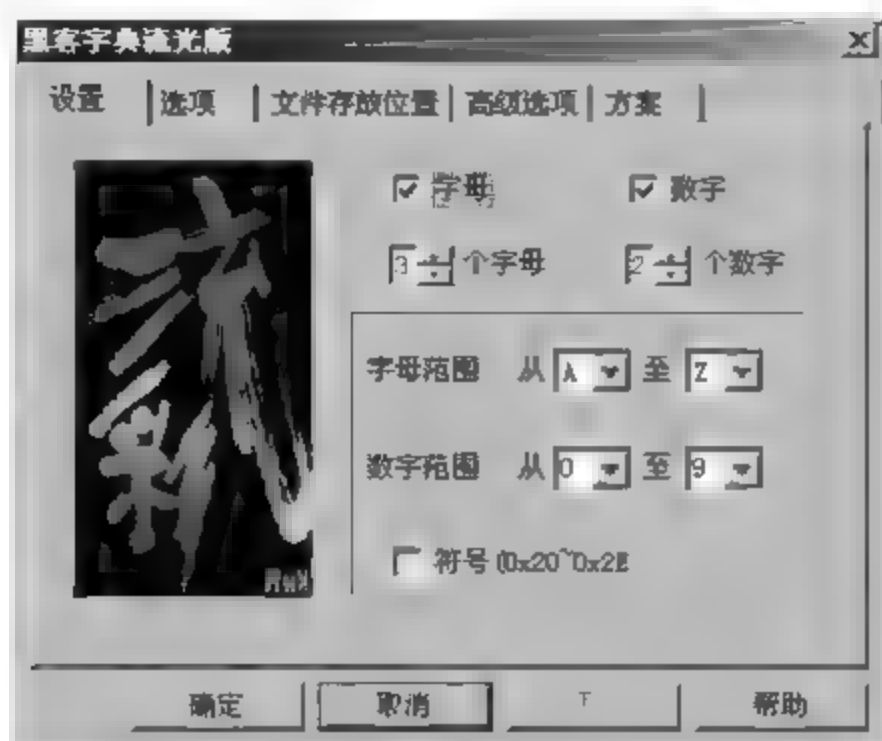 黑客字典流光版
设置 选项 文件存放位置 高级选项 方案
字母 数字
3 个字母 2 个数字
字母范围 从 A 至 Z
数字范围 从 0 至 9
符号(0x20~0x2
确定 取消 帮助